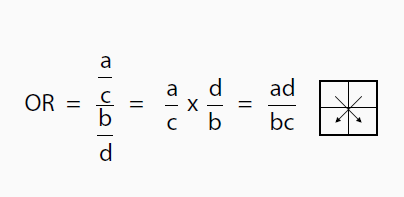 OR = a/c / b/d = a/c x d/b = ad/bc